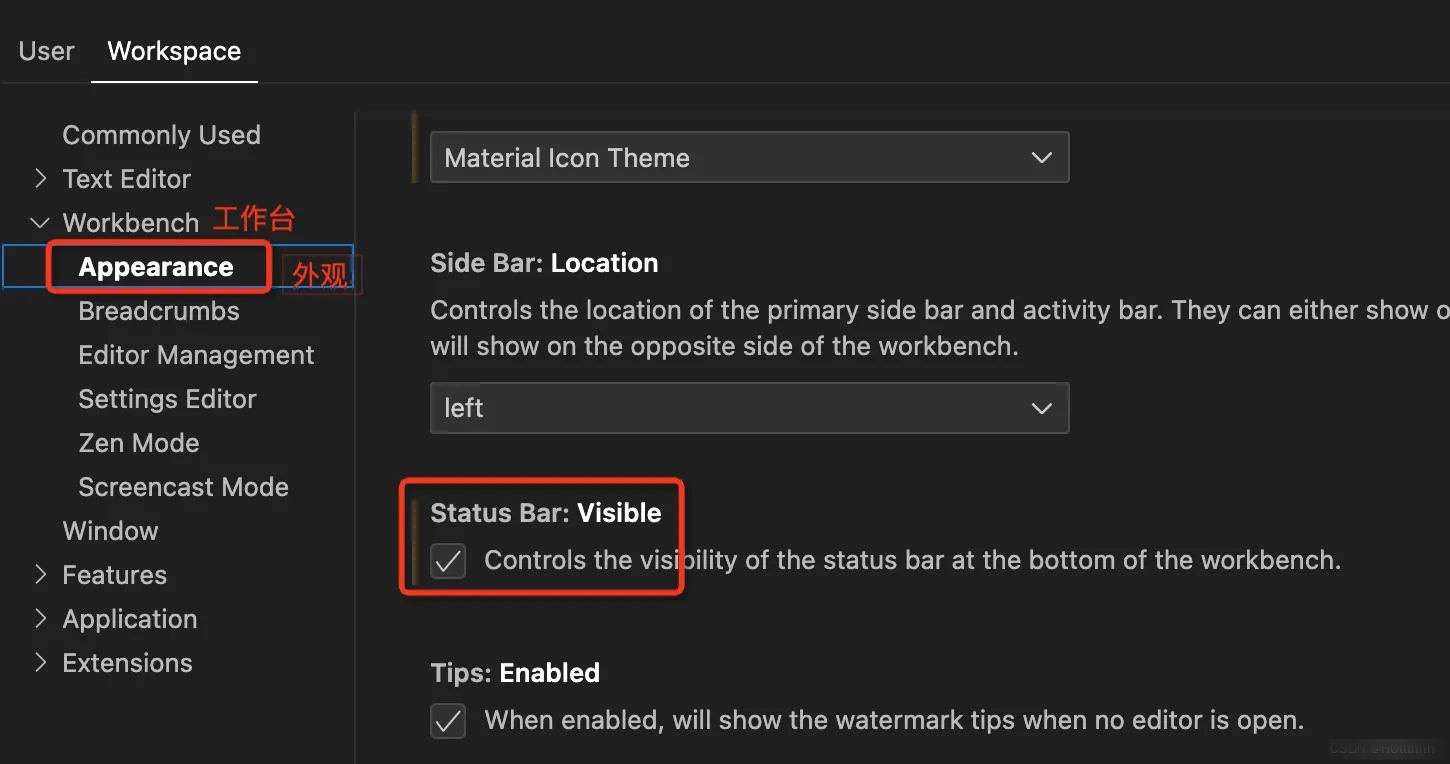 User Workspace
Commonly Used
Text Editor
Workbench 工作台
Appearance 外观
Breadcrumbs
Editor Management
Settings Editor
Zen Mode
Screencast Mode
Window
Features
Application
Extensions
Material Icon Theme
Side Bar: Location
Controls the location of the primary side bar and activity bar. They can either show o
will show on the opposite side of the workbench.
left
Status Bar: Visible
Controls the visibility of the status bar at the bottom of the workbench.
Tips: Enabled
When enabled, will show the watermark tips when no editor is open.